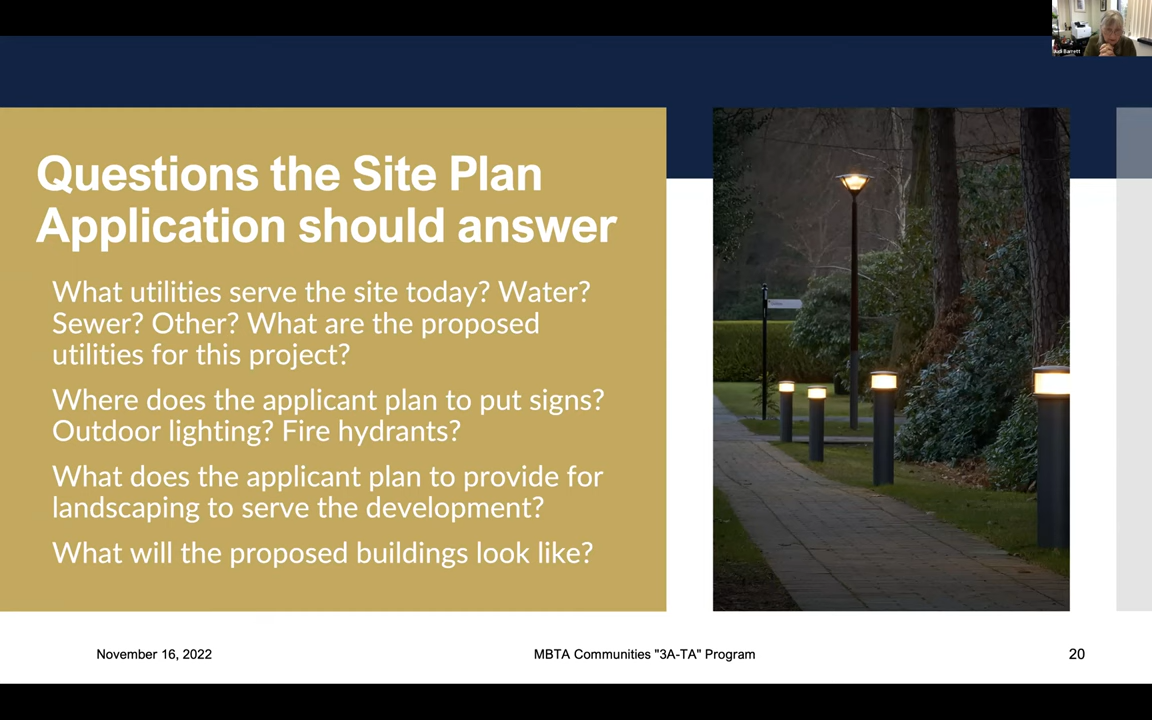 Judi Barrett
Questions the Site Plan
Application should answer
What utilities serve the site today? Water?
Sewer? Other? What are the proposed
utilities for this project?
Where does the applicant plan to put signs?
Outdoor lighting? Fire hydrants?
What does the applicant plan to provide for
landscaping to serve the development?
What will the proposed buildings look like?
November 16, 2022
MBTA Communities "3A-TA" Program
20